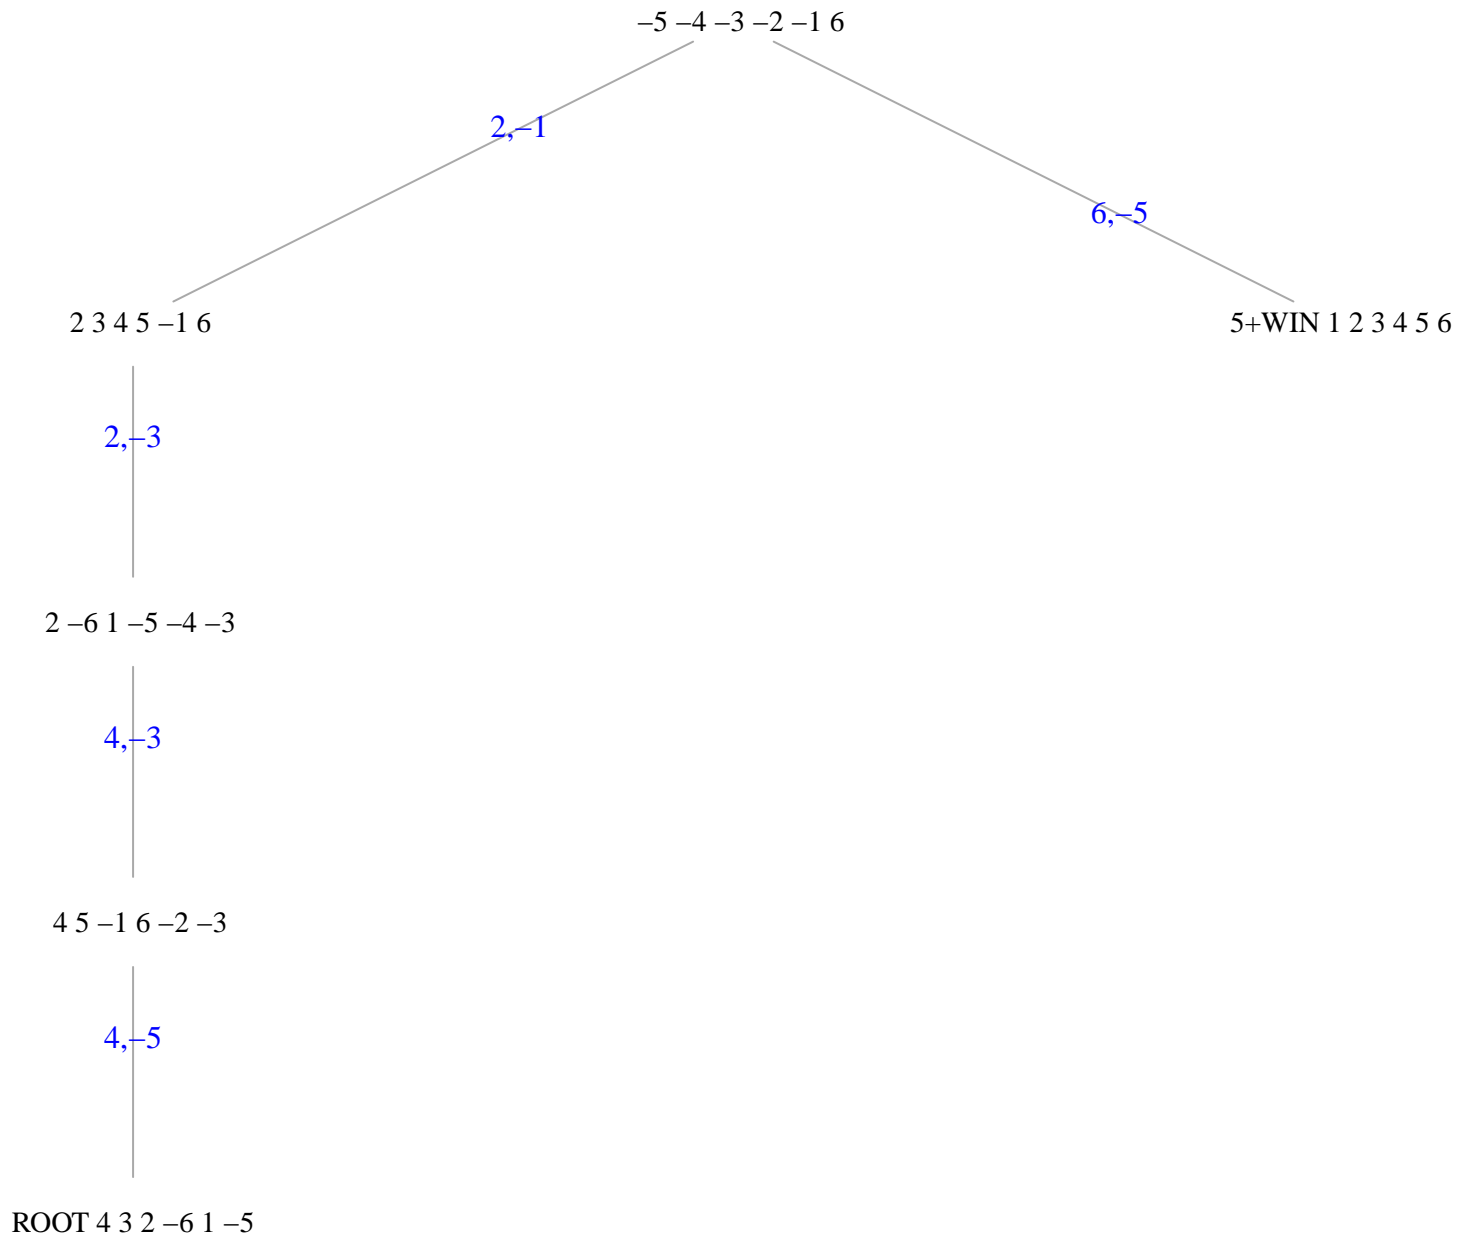 –5 –4 –3 –2 –1 6
2,–1
6,–5
2 3 4 5 –1 6
5+WIN 1 2 3 4 5 6
2,–3
2 –6 1 –5 –4 –3
4,–3
4 5 –1 6 –2 –3
4,–5
ROOT 4 3 2 –6 1 –5